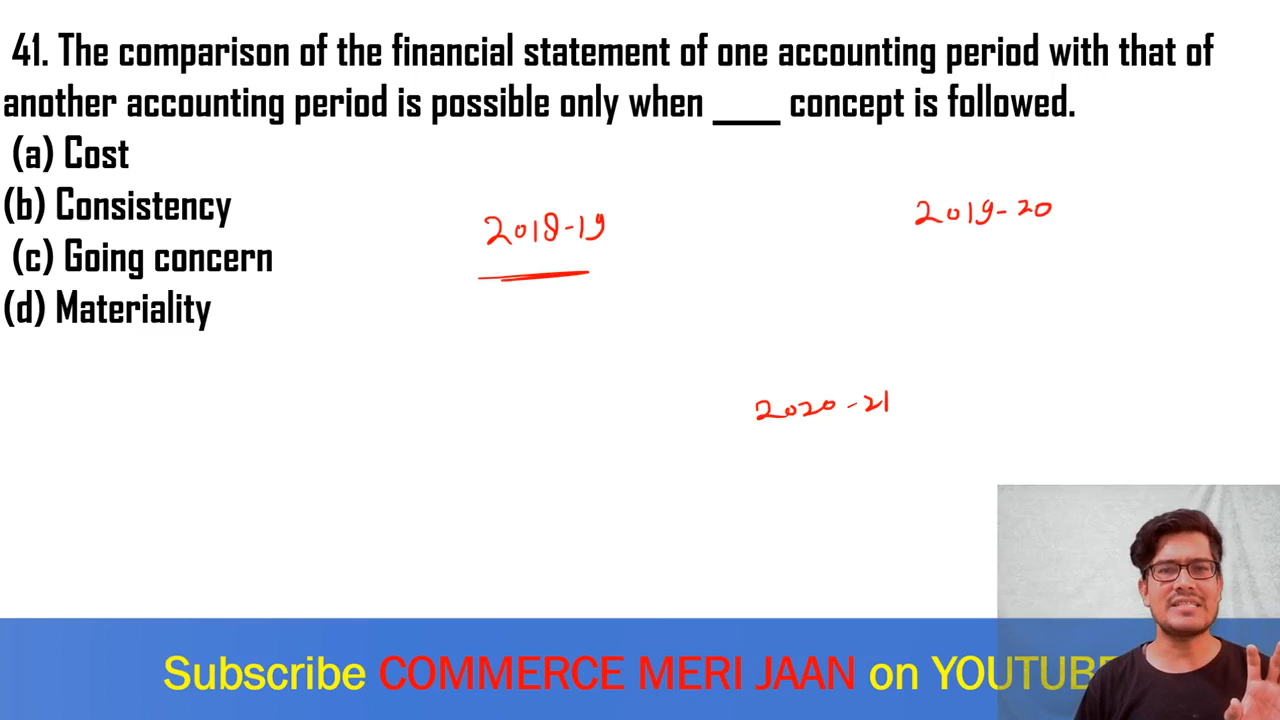 41. The comparison of the financial statement of one accounting period with that of
another accounting period is possible only when ____ concept is followed.
(a) Cost
(b) Consistency
(c) Going concern
(d) Materiality
2018-19
2019-20
2020-21
Subscribe COMMERCE MERI JAAN on YOUTUBE